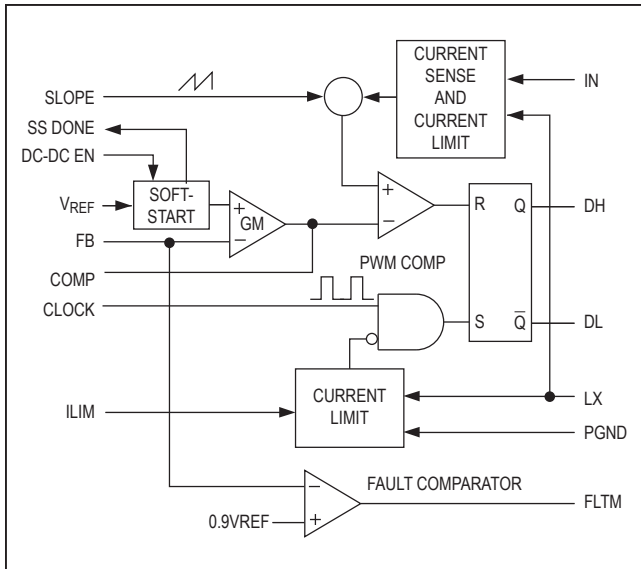 CURRENT
SENSE
AND
CURRENT
LIMIT
IN
SLOPE
SS DONE
DC-DC EN
SOFT-
START
VREF
+
−
GM
+
−
R
Q
DH
FB
COMP
PWM COMP
CLOCK
S
Q̅
DL
LX
CURRENT
LIMIT
ILIM
PGND
FAULT COMPARATOR
−
+
FLTM
0.9VREF